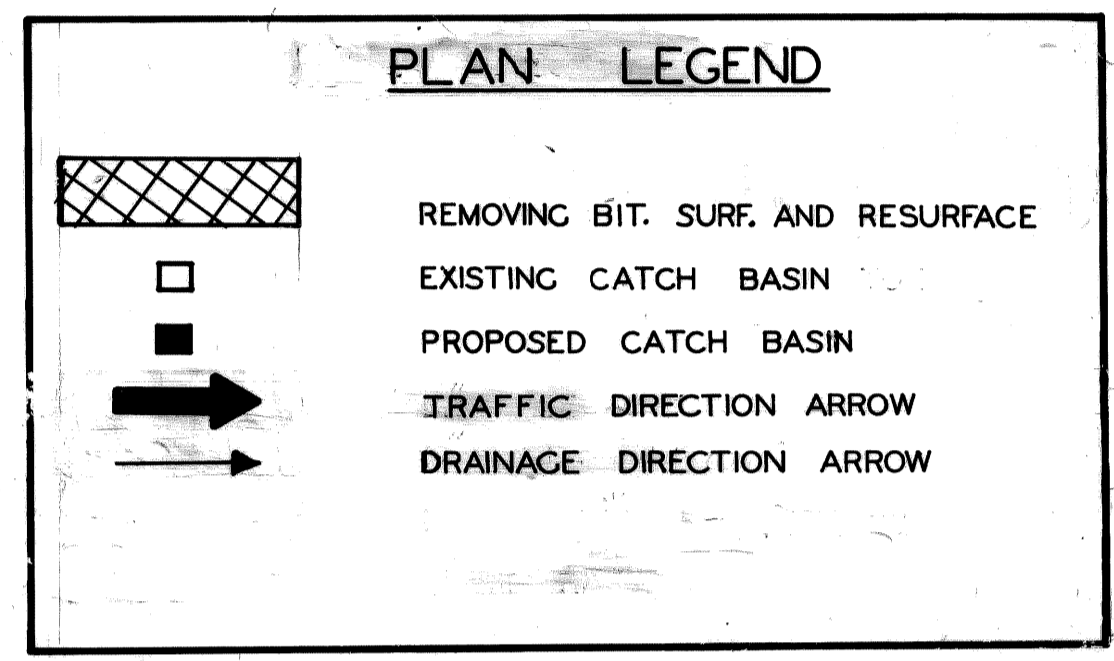 PLAN LEGEND
REMOVING BIT. SURF. AND RESURFACE
EXISTING CATCH BASIN
PROPOSED CATCH BASIN
TRAFFIC DIRECTION ARROW
DRAINAGE DIRECTION ARROW